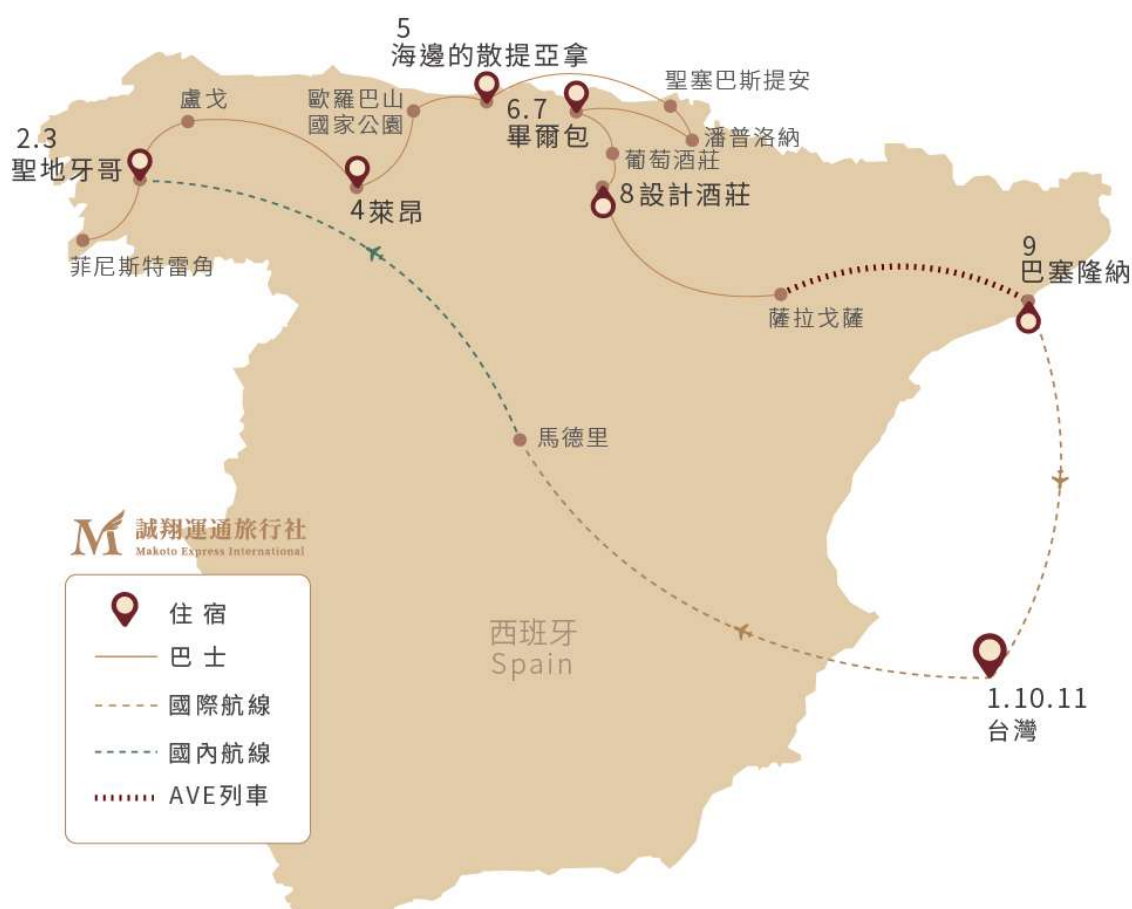 5
海邊的散提亞拿
聖塞巴斯提安
盧戈
歐羅巴山
國家公園
6.7
畢爾包
潘普洛納
2.3
聖地牙哥
葡萄酒莊
8設計酒莊
4萊昂
9
巴塞隆納
菲尼斯特雷角
薩拉戈薩
馬德里
誠翔運通旅行社
Makoto Express International
住宿
巴士
國際航線
國內航線
AVE列車
西班牙
Spain
1.10.11
台灣